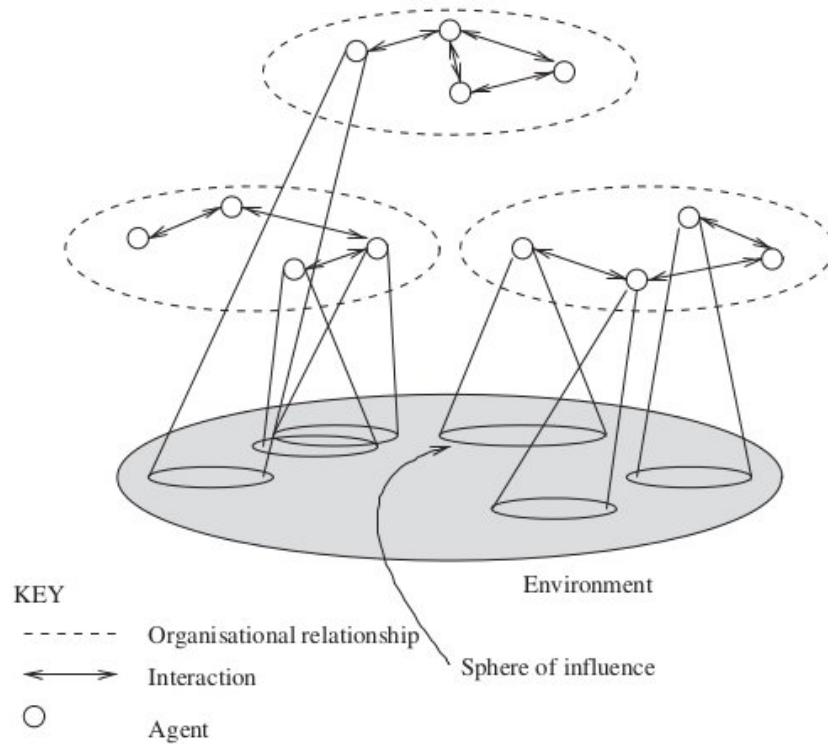 Environment
KEY
Organisational relationship
Sphere of influence
Interaction
Agent